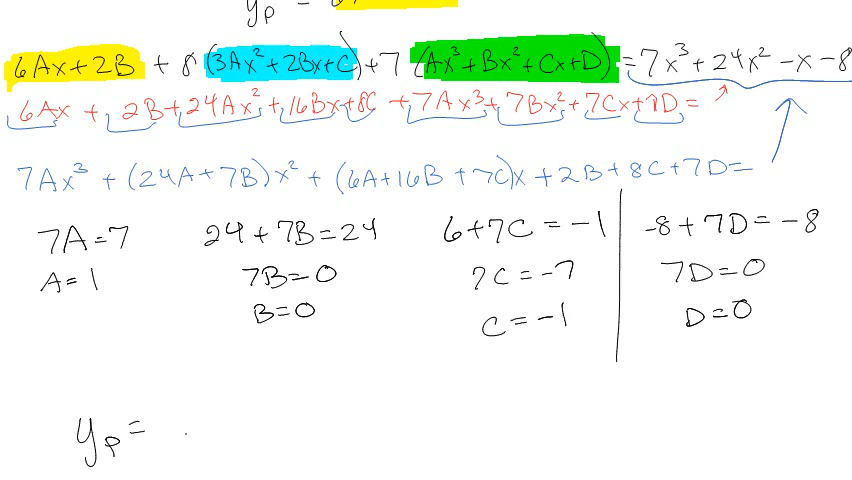 y_p =
6Ax+2B + 8(3Ax²+2Bx+C)+7(Ax³+Bx²+Cx+D)=7x³+24x²-x-8
6Ax + 2B+24Ax²+16Bx+8C+7Ax³+7Bx²+7Cx+7D=
7Ax³+(24A+7B)x²+(6A+16B+7C)x+2B+8C+7D=
7A=7 24+7B=24 6+7C=-1 -8+7D=-8
A=1 7B=0 7C=-7 7D=0
B=0 C=-1 D=0
y_p=